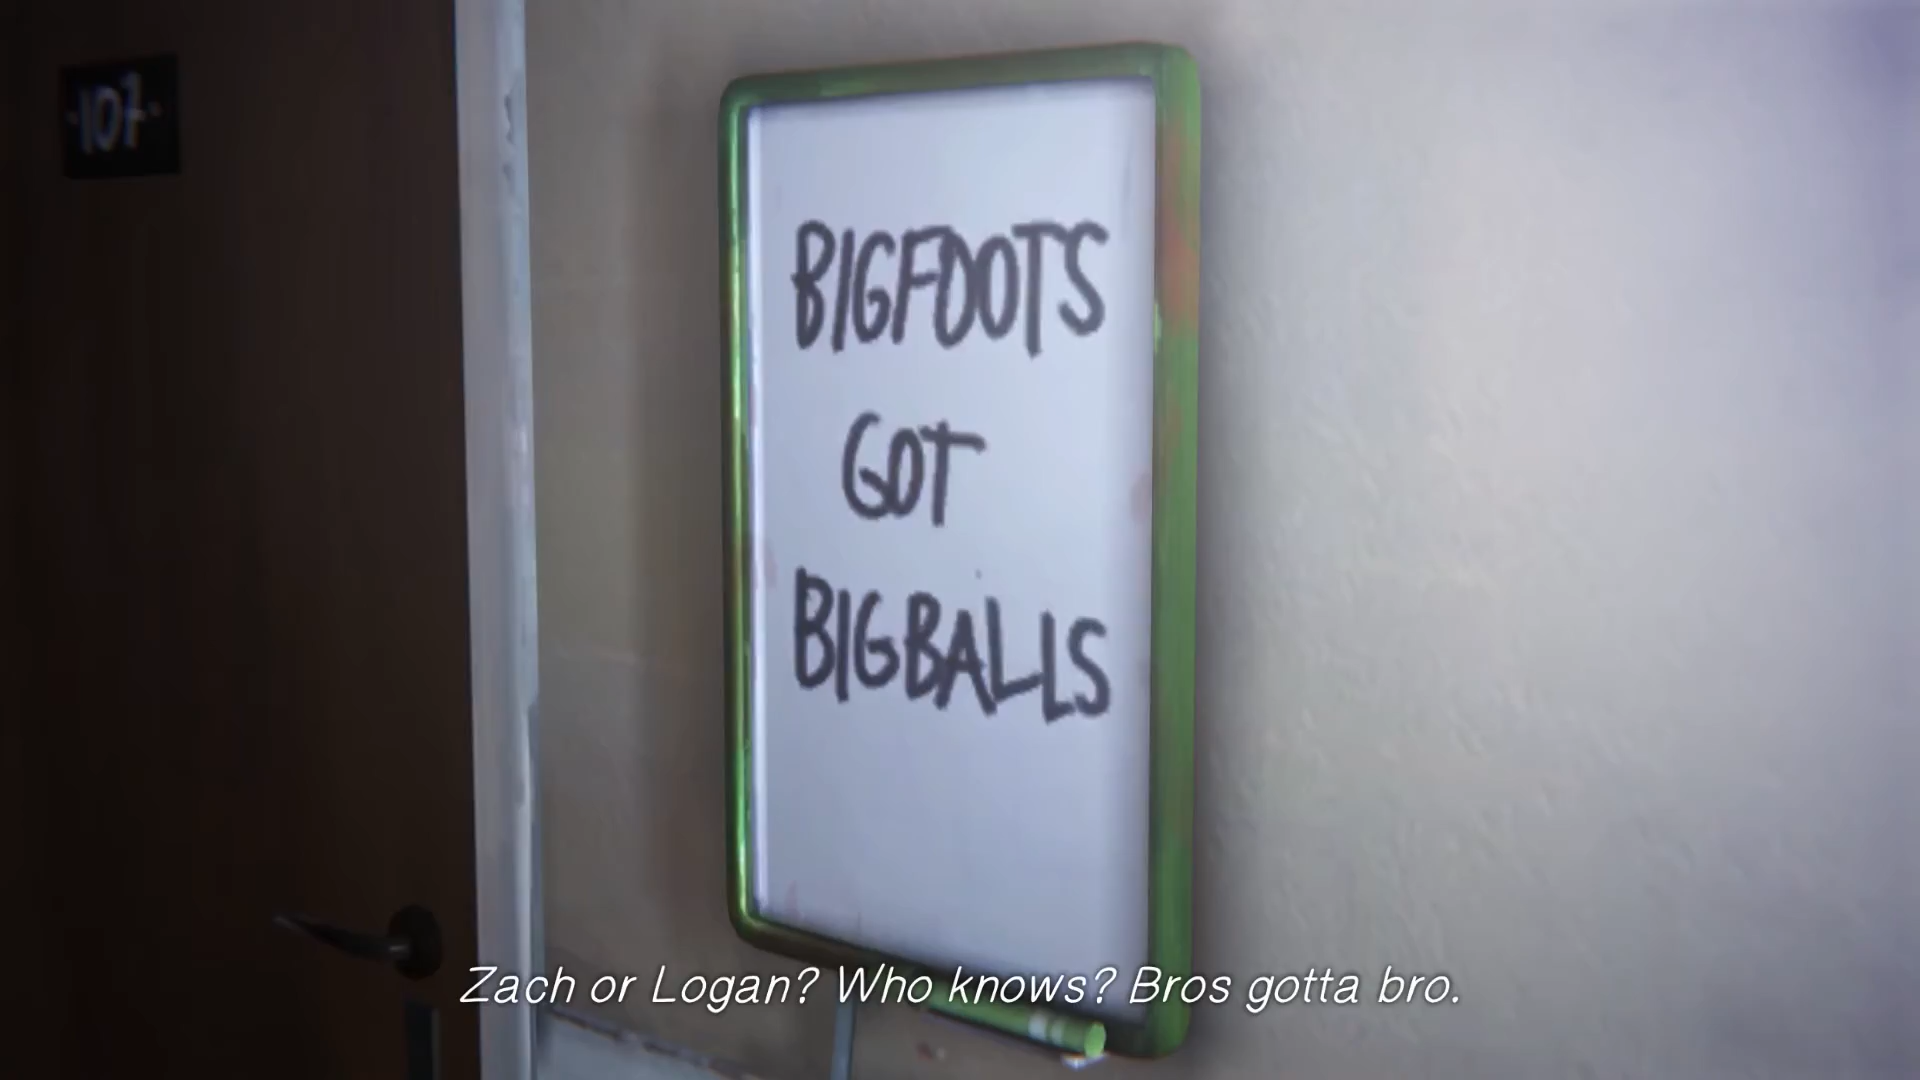 -107-
BIGFOOTS
GOT
BIGBALLS
Zach or Logan? Who knows? Bros gotta bro.